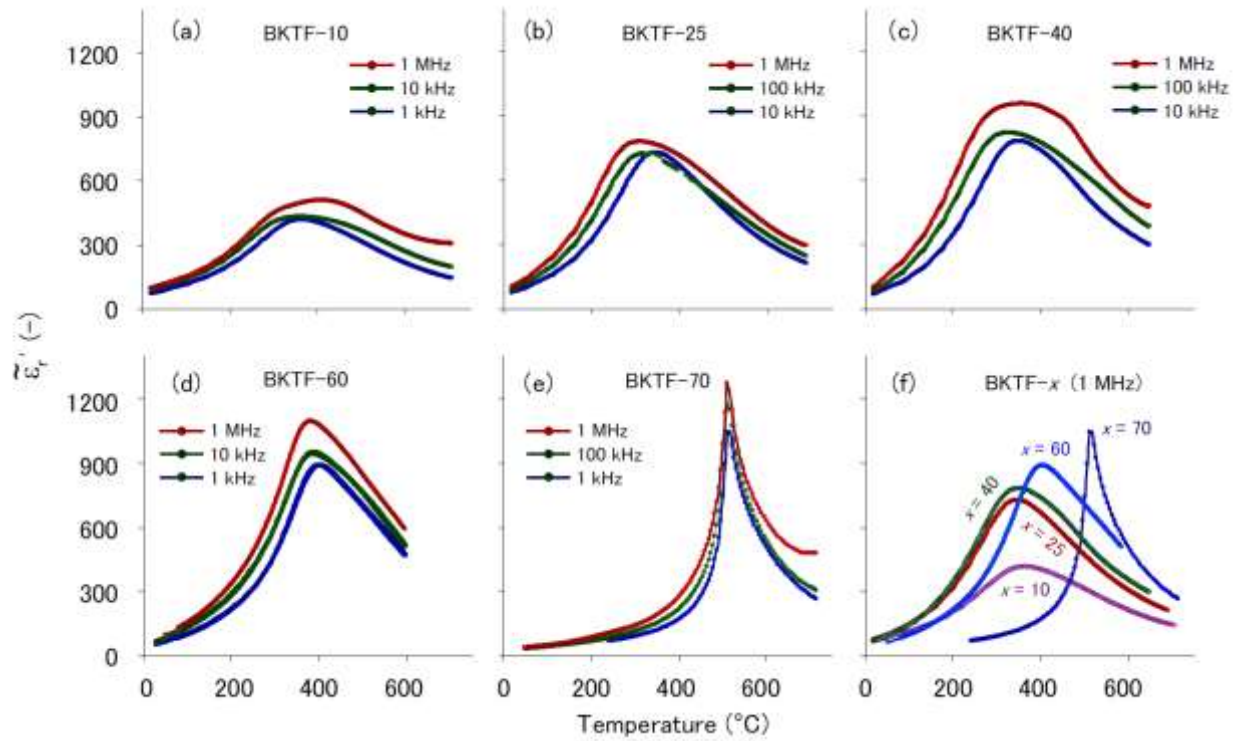 (a) BKTF-10
1 MHz
10 kHz
1 kHz
(b) BKTF-25
1 MHz
100 kHz
10 kHz
(c) BKTF-40
1 MHz
100 kHz
10 kHz
1200
900
600
300
0
ε̃r′ (-)
(d) BKTF-60
1 MHz
10 kHz
1 kHz
(e) BKTF-70
1 MHz
100 kHz
1 kHz
(f) BKTF-x (1 MHz)
x = 70
x = 60
x = 40
x = 25
x = 10
1200
900
600
300
0
0 200 400 600
0 200 400 600
0 200 400 600
Temperature (°C)